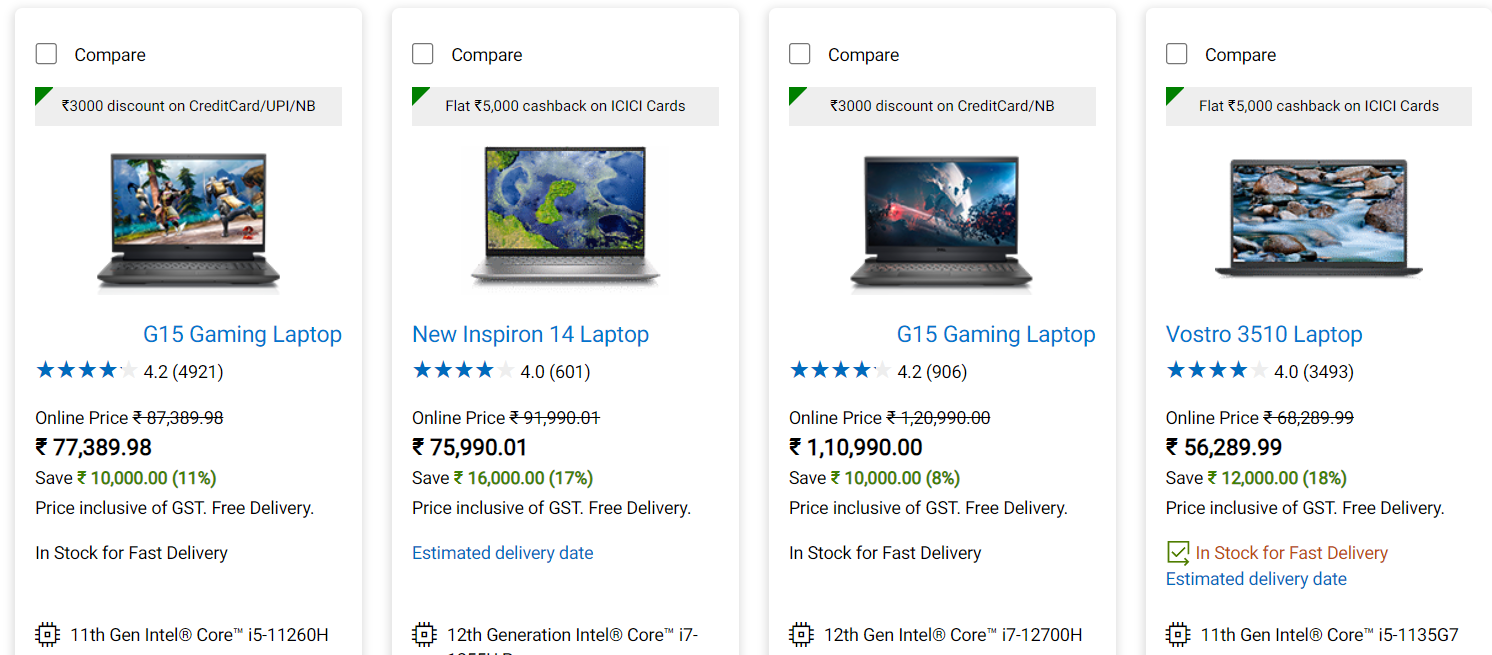 Compare
₹3000 discount on CreditCard/UPI/NB
G15 Gaming Laptop
4.2 (4921)
Online Price ₹ 87,389.98
₹ 77,389.98
Save ₹ 10,000.00 (11%)
Price inclusive of GST. Free Delivery.
In Stock for Fast Delivery
11th Gen Intel® Core™ i5-11260H
Compare
Flat ₹5,000 cashback on ICICI Cards
New Inspiron 14 Laptop
4.0 (601)
Online Price ₹ 91,990.01
₹ 75,990.01
Save ₹ 16,000.00 (17%)
Price inclusive of GST. Free Delivery.
Estimated delivery date
12th Generation Intel® Core™ i7-
Compare
₹3000 discount on CreditCard/NB
G15 Gaming Laptop
4.2 (906)
Online Price ₹ 1,20,990.00
₹ 1,10,990.00
Save ₹ 10,000.00 (8%)
Price inclusive of GST. Free Delivery.
In Stock for Fast Delivery
12th Gen Intel® Core™ i7-12700H
Compare
Flat ₹5,000 cashback on ICICI Cards
Vostro 3510 Laptop
4.0 (3493)
Online Price ₹ 68,289.99
₹ 56,289.99
Save ₹ 12,000.00 (18%)
Price inclusive of GST. Free Delivery.
In Stock for Fast Delivery
Estimated delivery date
11th Gen Intel® Core™ i5-1135G7